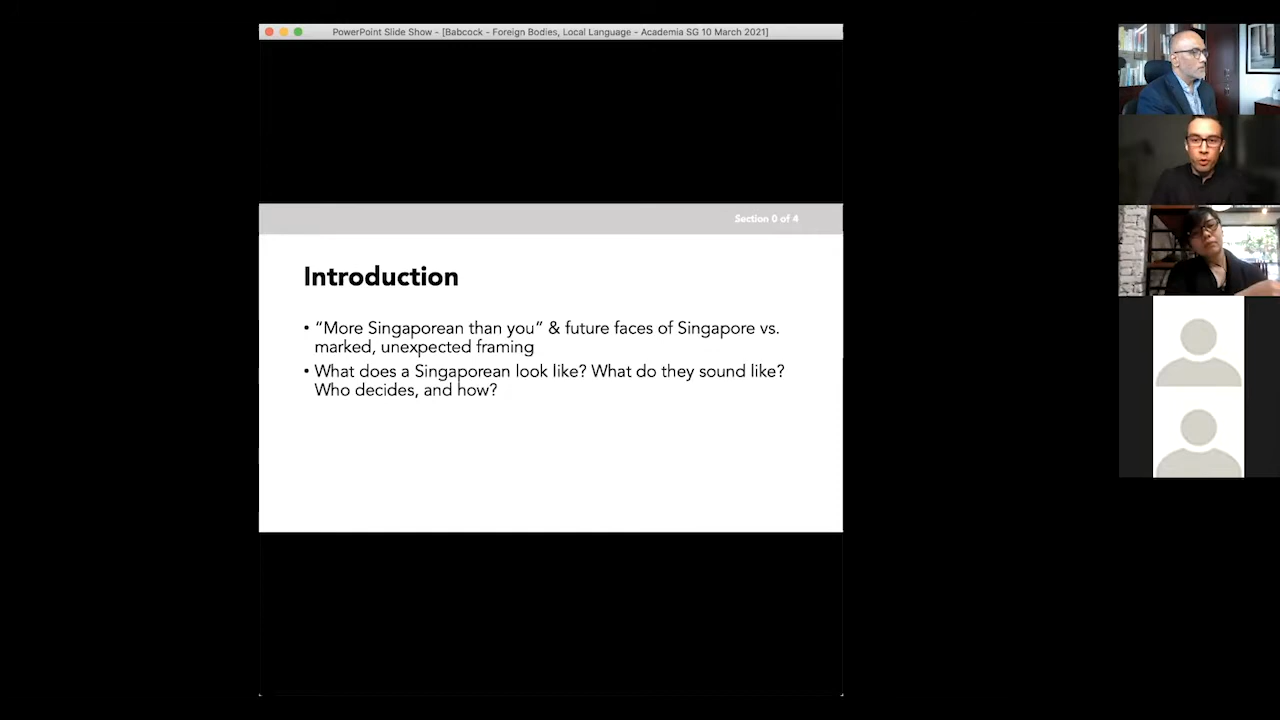 PowerPoint Slide Show - [Babcock - Foreign Bodies, Local Language - Academia SG 10 March 2021]
Section 0 of 4
Introduction
• “More Singaporean than you” & future faces of Singapore vs.
marked, unexpected framing
• What does a Singaporean look like? What do they sound like?
Who decides, and how?